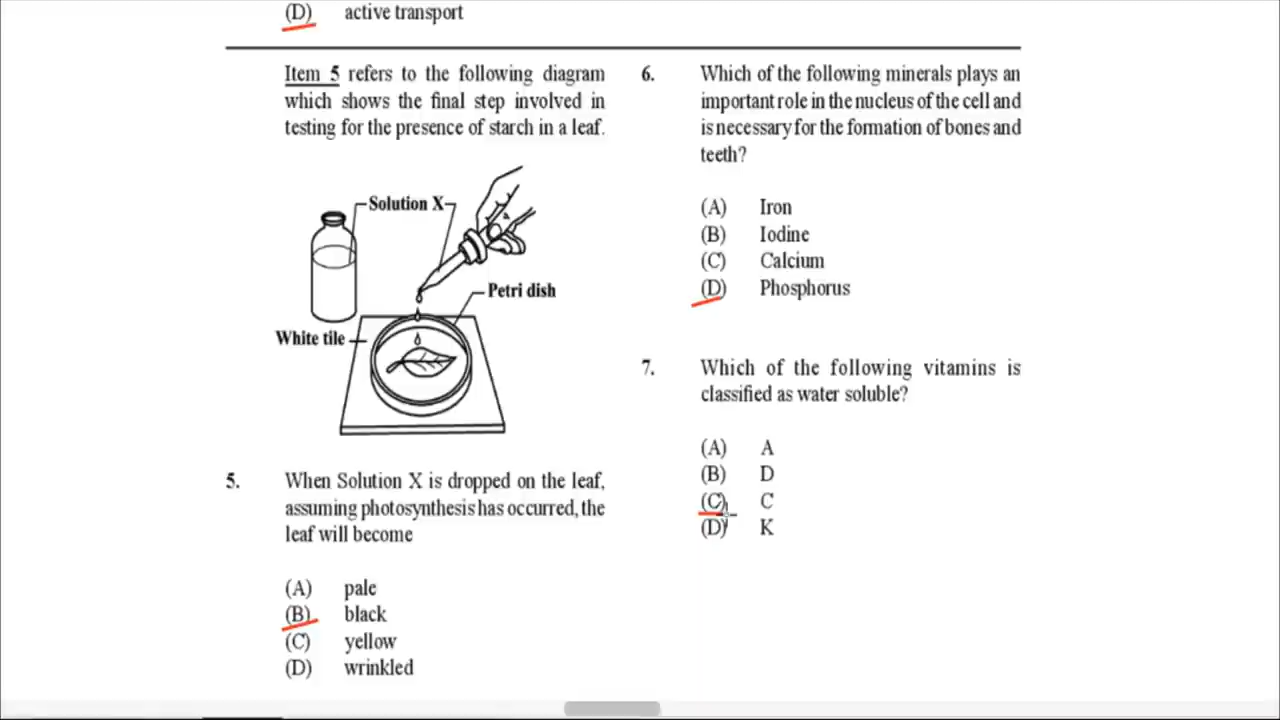 (D) active transport
Item 5 refers to the following diagram
which shows the final step involved in
testing for the presence of starch in a leaf.
Solution X
Petri dish
White tile
5. When Solution X is dropped on the leaf,
assuming photosynthesis has occurred, the
leaf will become
(A) pale
(B) black
(C) yellow
(D) wrinkled
6. Which of the following minerals plays an
important role in the nucleus of the cell and
is necessary for the formation of bones and
teeth?
(A) Iron
(B) Iodine
(C) Calcium
(D) Phosphorus
7. Which of the following vitamins is
classified as water soluble?
(A) A
(B) D
(C) C
(D) K